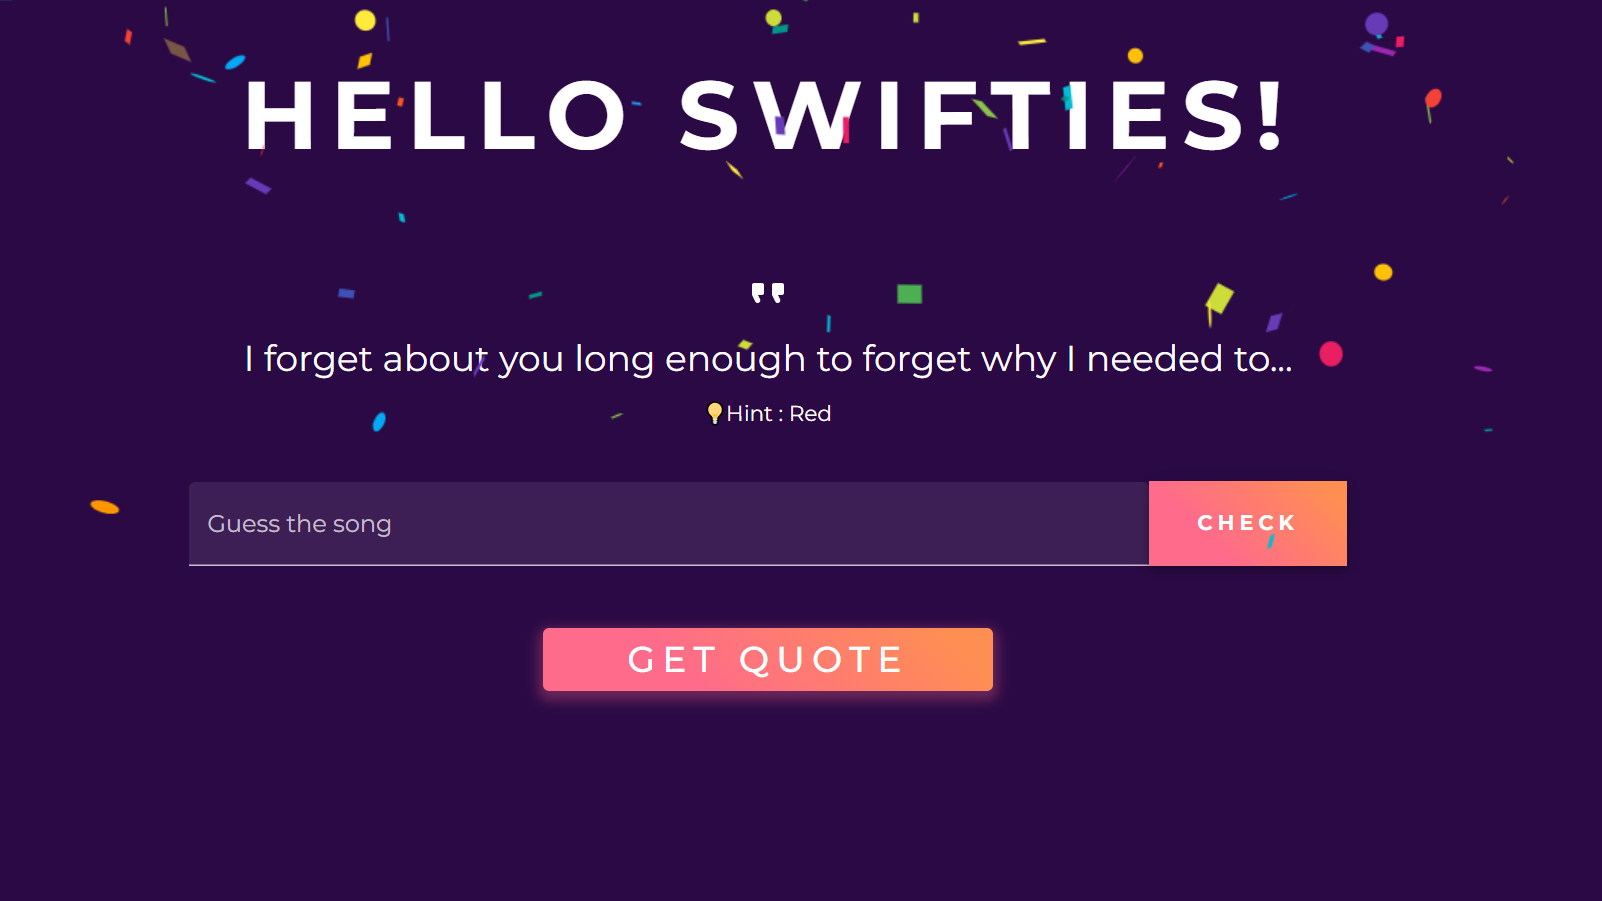 HELLO SWIFTIES!
"
I forget about you long enough to forget why I needed to...
💡Hint : Red
Guess the song
CHECK
GET QUOTE